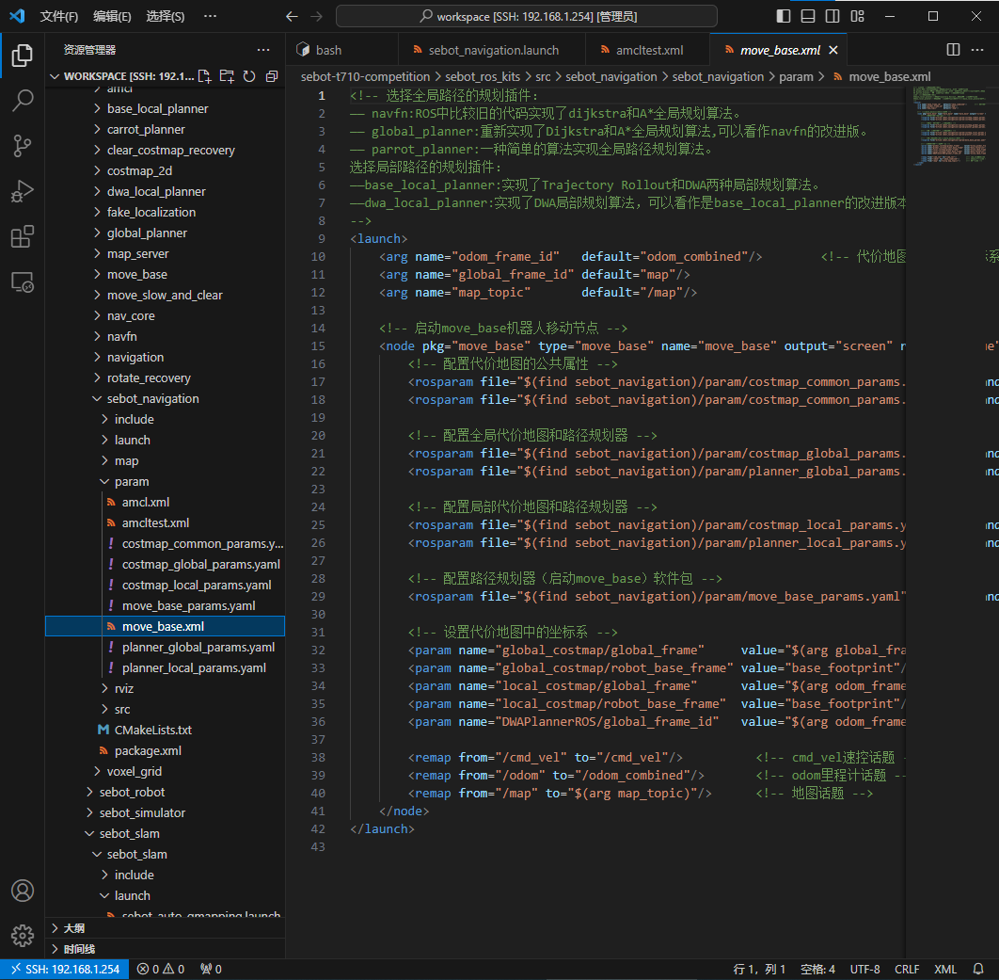 文件(F) 编辑(E) 选择(S) ··· workspace [SSH: 192.168.1.254] [管理员]
资源管理器 ···
WORKSPACE [SSH: 192.1...
amcl
base_local_planner
carrot_planner
clear_costmap_recovery
costmap_2d
dwa_local_planner
fake_localization
global_planner
map_server
move_base
move_slow_and_clear
nav_core
navfn
navigation
rotate_recovery
sebot_navigation
include
launch
map
param
amcl.xml
amcltest.xml
costmap_common_params.y...
costmap_global_params.yaml
costmap_local_params.yaml
move_base_params.yaml
move_base.xml
planner_global_params.yaml
planner_local_params.yaml
rviz
src
CMakeLists.txt
package.xml
voxel_grid
sebot_robot
sebot_simulator
sebot_slam
sebot_slam
include
launch
sebot_auto_gmapping.launch
大纲
时间线
bash sebot_navigation.launch amcltest.xml move_base.xml ···
sebot-t710-competition > sebot_ros_kits > src > sebot_navigation > sebot_navigation > param > move_base.xml
1 <!-- 选择全局路径的规划插件:
2 —— navfn:ROS中比较旧的代码实现了dijkstra和A*全局规划算法。
3 —— global_planner:重新实现了Dijkstra和A*全局规划算法,可以看作navfn的改进版。
4 —— parrot_planner:一种简单的算法实现全局路径规划算法。
5 选择局部路径的规划插件:
6 ——base_local_planner:实现了Trajectory Rollout和DWA两种局部规划算法。
7 ——dwa_local_planner:实现了DWA局部规划算法，可以看作是base_local_planner的改进版本
8 -->
9 <launch>
10 <arg name="odom_frame_id" default="odom_combined"/> <!-- 代价地图 系
11 <arg name="global_frame_id" default="map"/>
12 <arg name="map_topic" default="/map"/>
13
14 <!-- 启动move_base机器人移动节点 -->
15 <node pkg="move_base" type="move_base" name="move_base" output="screen" r ue"
16 <!-- 配置代价地图的公共属性 -->
17 <rosparam file="$(find sebot_navigation)/param/costmap_common_params. and
18 <rosparam file="$(find sebot_navigation)/param/costmap_common_params. and
19
20 <!-- 配置全局代价地图和路径规划器 -->
21 <rosparam file="$(find sebot_navigation)/param/costmap_global_params. and
22 <rosparam file="$(find sebot_navigation)/param/planner_global_params. and
23
24 <!-- 配置局部代价地图和路径规划器 -->
25 <rosparam file="$(find sebot_navigation)/param/costmap_local_params.y and
26 <rosparam file="$(find sebot_navigation)/param/planner_local_params.y and
27
28 <!-- 配置路径规划器（启动move_base）软件包 -->
29 <rosparam file="$(find sebot_navigation)/param/move_base_params.yaml" and
30
31 <!-- 设置代价地图中的坐标系 -->
32 <param name="global_costmap/global_frame" value="$(arg global_fra
33 <param name="global_costmap/robot_base_frame" value="base_footprint"/
34 <param name="local_costmap/global_frame" value="$(arg odom_frame
35 <param name="local_costmap/robot_base_frame" value="base_footprint"/
36 <param name="DWAPlannerROS/global_frame_id" value="$(arg odom_frame
37
38 <remap from="/cmd_vel" to="/cmd_vel"/> <!-- cmd_vel速控话题 -
39 <remap from="/odom" to="/odom_combined"/> <!-- odom里程计话题 --
40 <remap from="/map" to="$(arg map_topic)"/> <!-- 地图话题 -->
41 </node>
42 </launch>
43
SSH: 192.168.1.254 0 0 0 行 1，列 1 空格: 4 UTF-8 CRLF XML